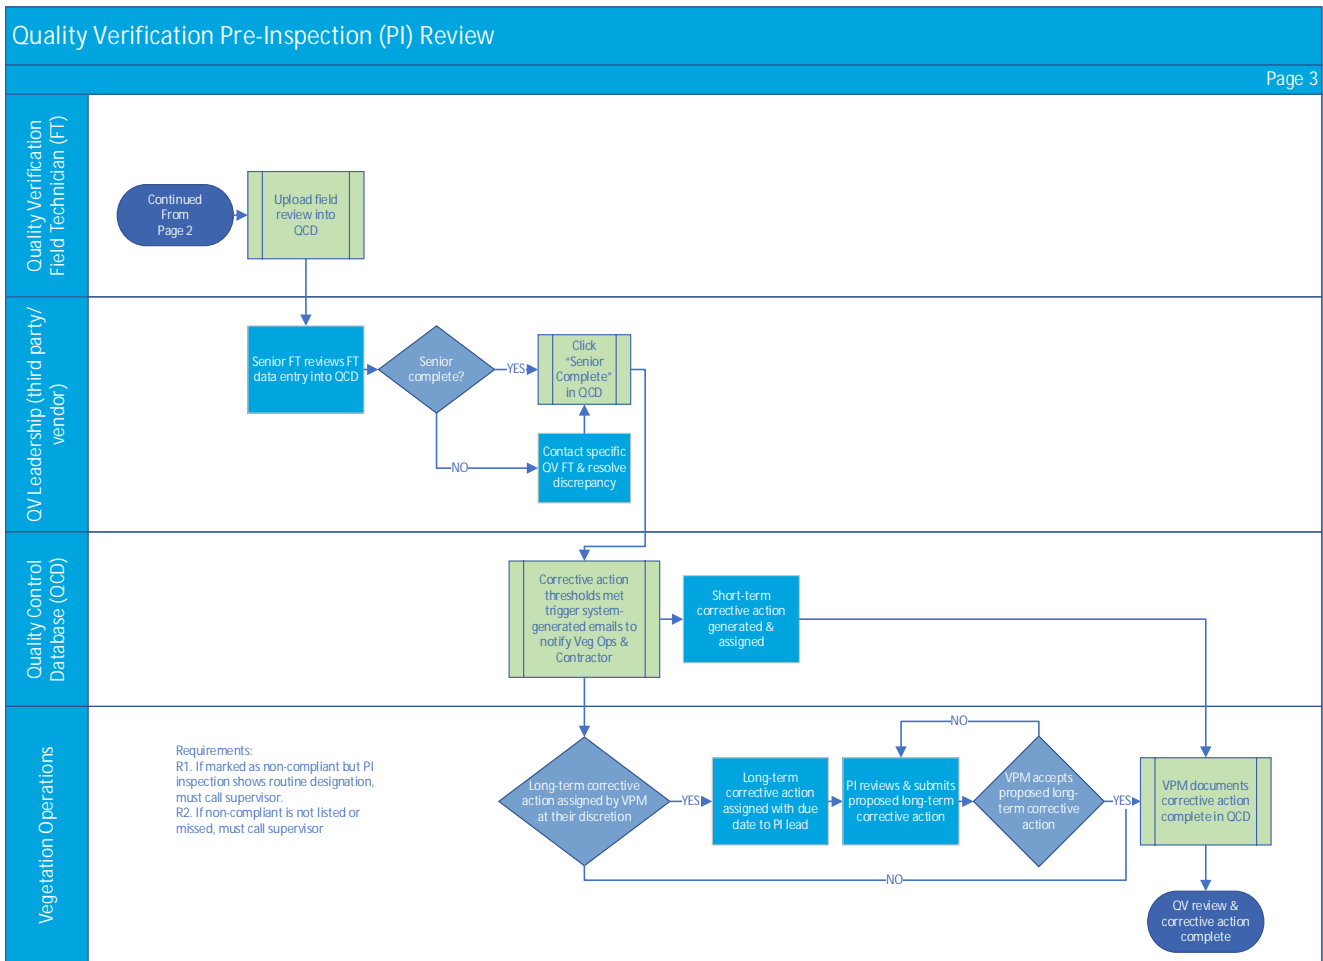 Quality Verification Pre-Inspection (PI) Review
Page 3
Quality Verification
Field Technician (FT)
Continued
From
Page 2
Upload field
review into
QCD
QV Leadership (third party/
vendor)
Senior FT reviews FT
data entry into QCD
Senior
complete?
YES
Click
"Senior
Complete"
in QCD
NO
Contact specific
QV FT & resolve
discrepancy
Quality Control
Database (QCD)
Corrective action
thresholds met
trigger system-
generated emails to
notify Veg Ops &
Contractor
Short-term
corrective action
generated &
assigned
Vegetation Operations
Requirements:
R1. If marked as non-compliant but PI
inspection shows routine designation,
must call supervisor.
R2. If non-compliant is not listed or
missed, must call supervisor
Long-term corrective
action assigned by VPM
at their discretion
YES
Long-term
corrective action
assigned with due
date to PI lead
PI reviews & submits
proposed long-term
corrective action
NO
VPM accepts
proposed long-
term corrective
action
YES
VPM documents
corrective action
complete in QCD
NO
QV review &
corrective action
complete